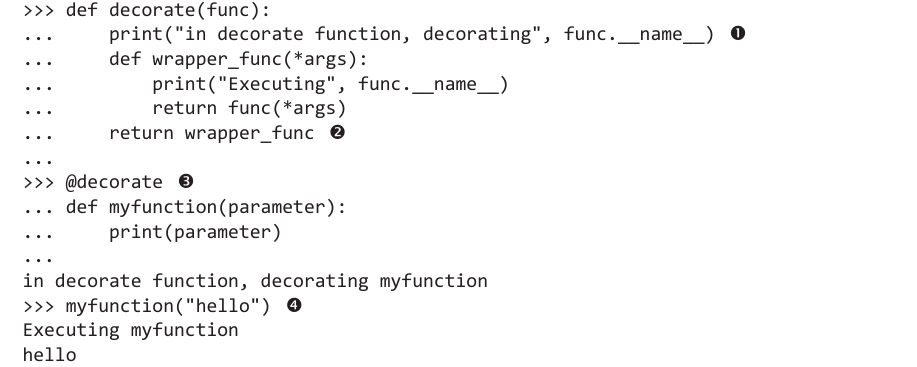 >>> def decorate(func):
...     print("in decorate function, decorating", func.__name__) ❶
...     def wrapper_func(*args):
...         print("Executing", func.__name__)
...         return func(*args)
...     return wrapper_func ❷
...
>>> @decorate ❸
... def myfunction(parameter):
...     print(parameter)
...
in decorate function, decorating myfunction
>>> myfunction("hello") ❹
Executing myfunction
hello